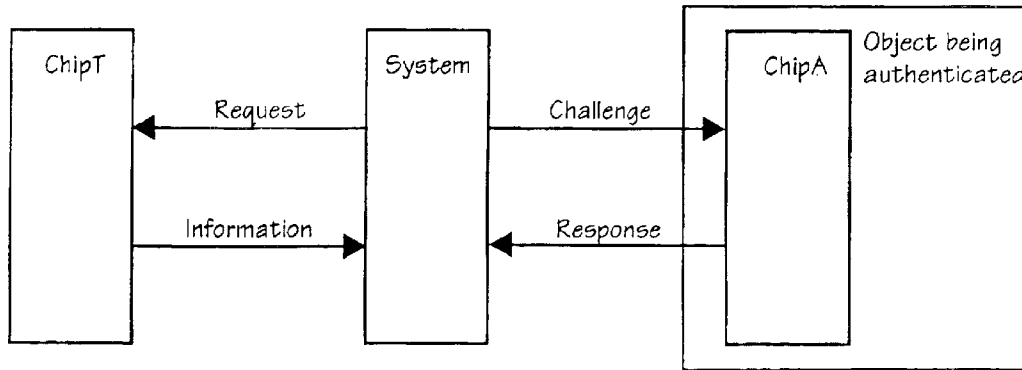 ChipT
System
ChipA
Object being
authenticated
Request
Challenge
Information
Response